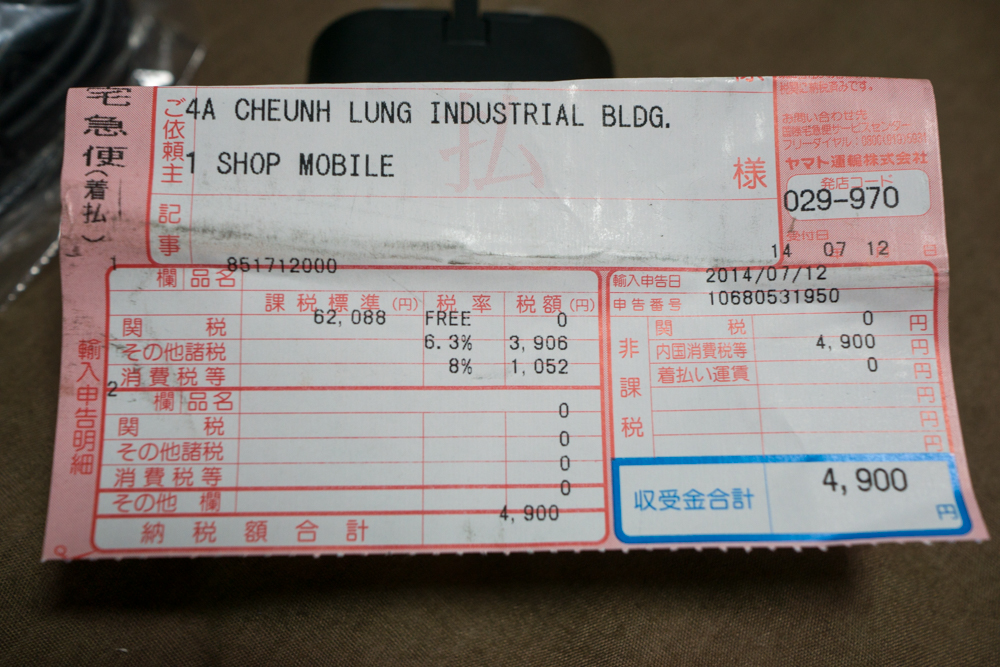 宅急便(着払)
ご依頼主
4A CHEUNH LUNG INDUSTRIAL BLDG.
1 SHOP MOBILE
払
様
記事
お問い合わせ先
国際宅急便サービスセンター
ヤマト運輸株式会社
発店コード
029-970
受付日
14 07 12
輸入申告明細
1 欄 品名 851712000
課税標準(円) 税率 税額(円)
関税 62,088 FREE 0
その他諸税 6.3% 3,906
消費税等 8% 1,052
2 欄 品名
0
関税 0
その他諸税 0
消費税等 0
その他欄
納税額合計 4,900
輸入申告日 2014/07/12
申告番号 10680531950
非課税
関税 0 円
内国消費税等 4,900 円
着払い運賃 0 円
円
円
円
収受金合計 4,900 円